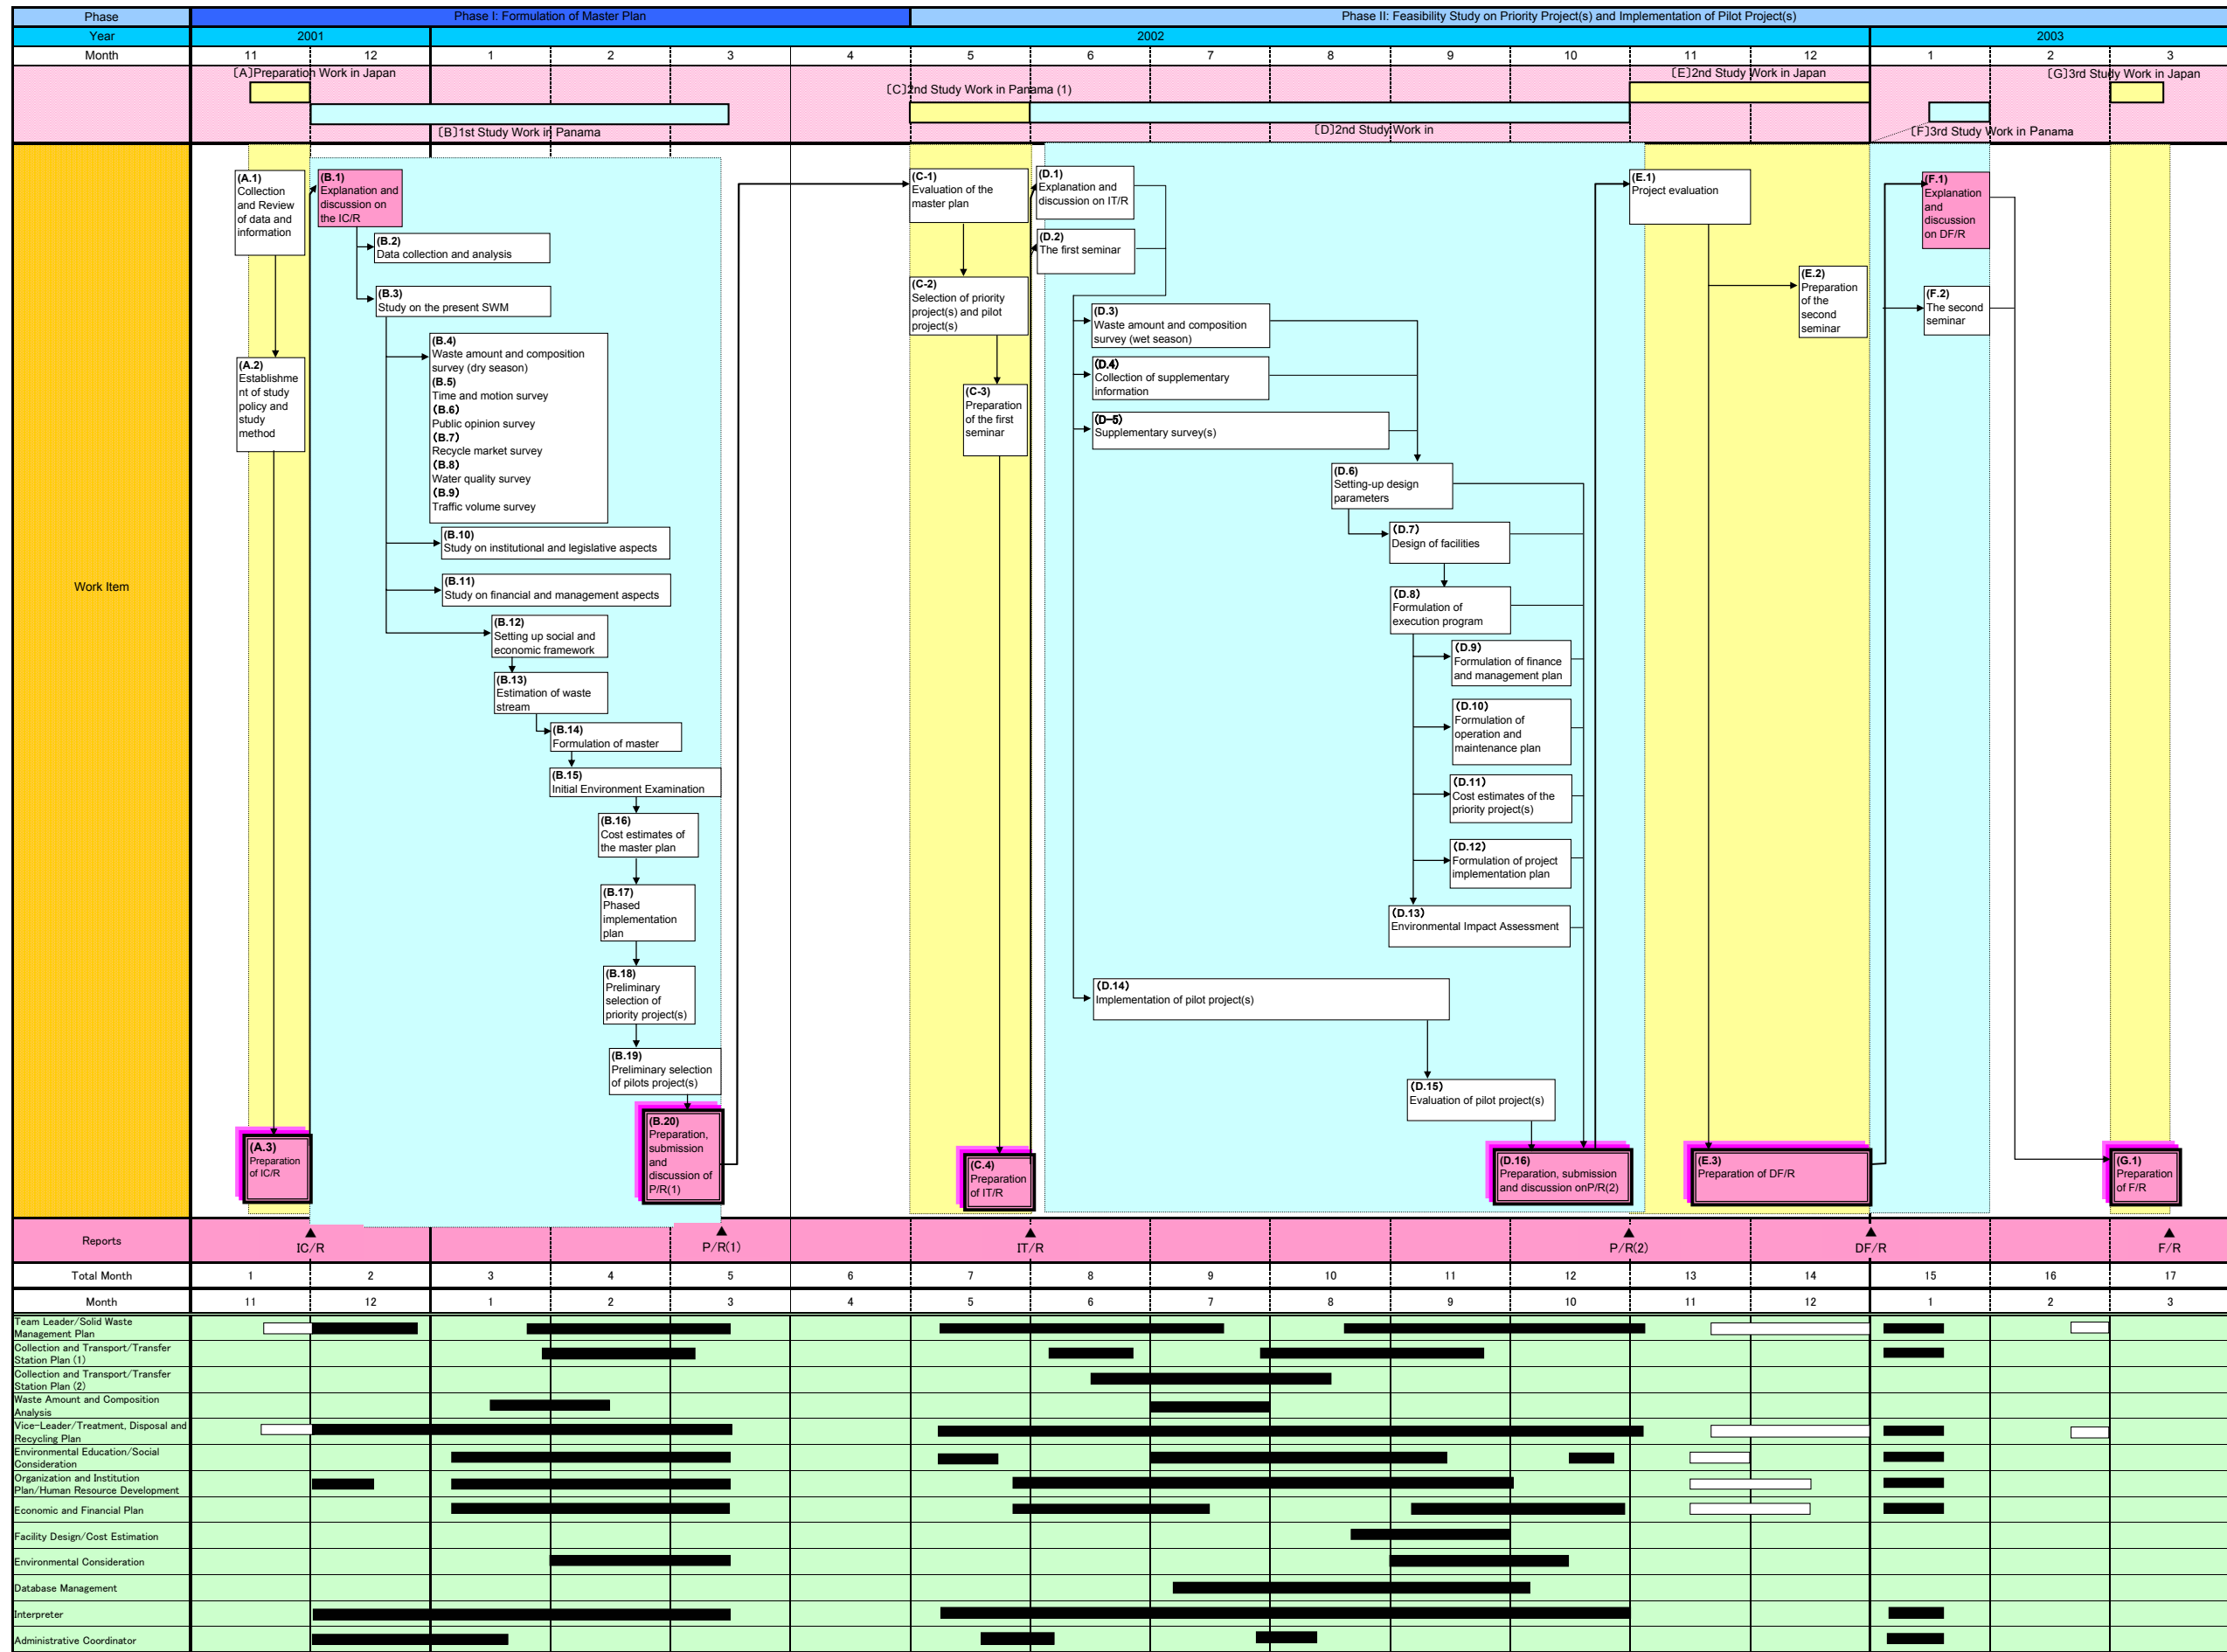 Phase
Phase I: Formulation of Master Plan
Phase II: Feasibility Study on Priority Project(s) and Implementation of Pilot Project(s)
Year
2001
2002
2003
Month
11
12
1
2
3
4
5
6
7
8
9
10
11
12
1
2
3
〔A〕Preparation Work in Japan
〔E〕2nd Study Work in Japan
〔G〕3rd Study Work in Japan
〔C〕2nd Study Work in Panama (1)
〔B〕1st Study Work in Panama
〔D〕2nd Study Work in
〔F〕3rd Study Work in Panama
Work Item
(A.1)
Collection
and Review
of data and
information
(A.2)
Establishme
nt of study
policy and
study
method
(A.3)
Preparation
of IC/R
(B.1)
Explanation and
discussion on
the IC/R
(B.2)
Data collection and analysis
(B.3)
Study on the present SWM
(B.4)
Waste amount and composition
survey (dry season)
(B.5)
Time and motion survey
(B.6)
Public opinion survey
(B.7)
Recycle market survey
(B.8)
Water quality survey
(B.9)
Traffic volume survey
(B.10)
Study on institutional and legislative aspects
(B.11)
Study on financial and management aspects
(B.12)
Setting up social and
economic framework
(B.13)
Estimation of waste
stream
(B.14)
Formulation of master
(B.15)
Initial Environment Examination
(B.16)
Cost estimates of
the master plan
(B.17)
Phased
implementation
plan
(B.18)
Preliminary
selection of
priority project(s)
(B.19)
Preliminary selection
of pilots project(s)
(B.20)
Preparation,
submission
and
discussion of
P/R(1)
(C-1)
Evaluation of the
master plan
(C-2)
Selection of priority
project(s) and pilot
project(s)
(C-3)
Preparation
of the first
seminar
(C.4)
Preparation
of IT/R
(D.1)
Explanation and
discussion on IT/R
(D.2)
The first seminar
(D.3)
Waste amount and composition
survey (wet season)
(D.4)
Collection of supplementary
information
(D-5)
Supplementary survey(s)
(D.6)
Setting-up design
parameters
(D.7)
Design of facilities
(D.8)
Formulation of
execution program
(D.9)
Formulation of finance
and management plan
(D.10)
Formulation of
operation and
maintenance plan
(D.11)
Cost estimates of the
priority project(s)
(D.12)
Formulation of project
implementation plan
(D.13)
Environmental Impact Assessment
(D.14)
Implementation of pilot project(s)
(D.15)
Evaluation of pilot project(s)
(D.16)
Preparation, submission
and discussion onP/R(2)
(E.1)
Project evaluation
(E.2)
Preparation
of the
second
seminar
(E.3)
Preparation of DF/R
(F.1)
Explanation
and
discussion
on DF/R
(F.2)
The second
seminar
(G.1)
Preparation
of F/R
Reports
IC/R
P/R(1)
IT/R
P/R(2)
DF/R
F/R
Total Month
1
2
3
4
5
6
7
8
9
10
11
12
13
14
15
16
17
Month
11
12
1
2
3
4
5
6
7
8
9
10
11
12
1
2
3
Team Leader/Solid Waste
Management Plan
Collection and Transport/Transfer
Station Plan (1)
Collection and Transport/Transfer
Station Plan (2)
Waste Amount and Composition
Analysis
Vice-Leader/Treatment, Disposal and
Recycling Plan
Environmental Education/Social
Consideration
Organization and Institution
Plan/Human Resource Development
Economic and Financial Plan
Facility Design/Cost Estimation
Environmental Consideration
Database Management
Interpreter
Administrative Coordinator